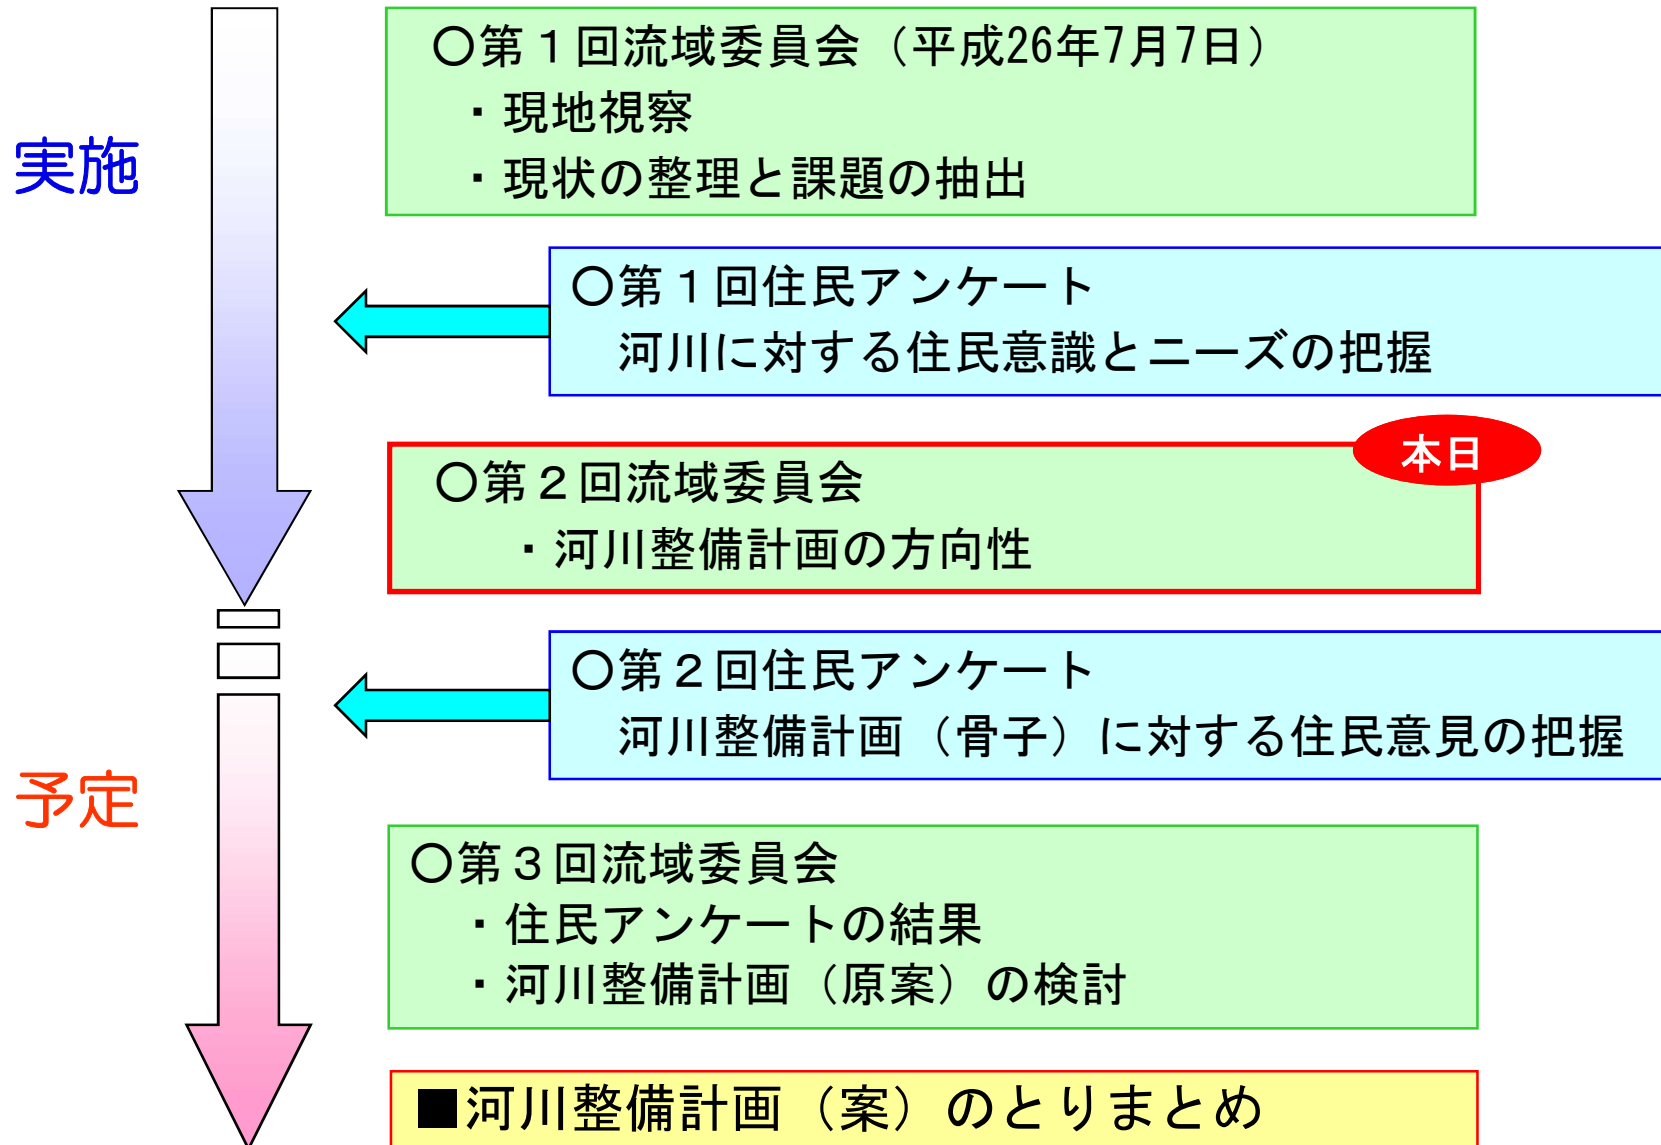 〇第１回流域委員会（平成26年7月7日）
・現地視察
・現状の整理と課題の抽出
実施
〇第１回住民アンケート
河川に対する住民意識とニーズの把握
本日
〇第２回流域委員会
・河川整備計画の方向性
〇第２回住民アンケート
河川整備計画（骨子）に対する住民意見の把握
予定
〇第３回流域委員会
・住民アンケートの結果
・河川整備計画（原案）の検討
■河川整備計画（案）のとりまとめ